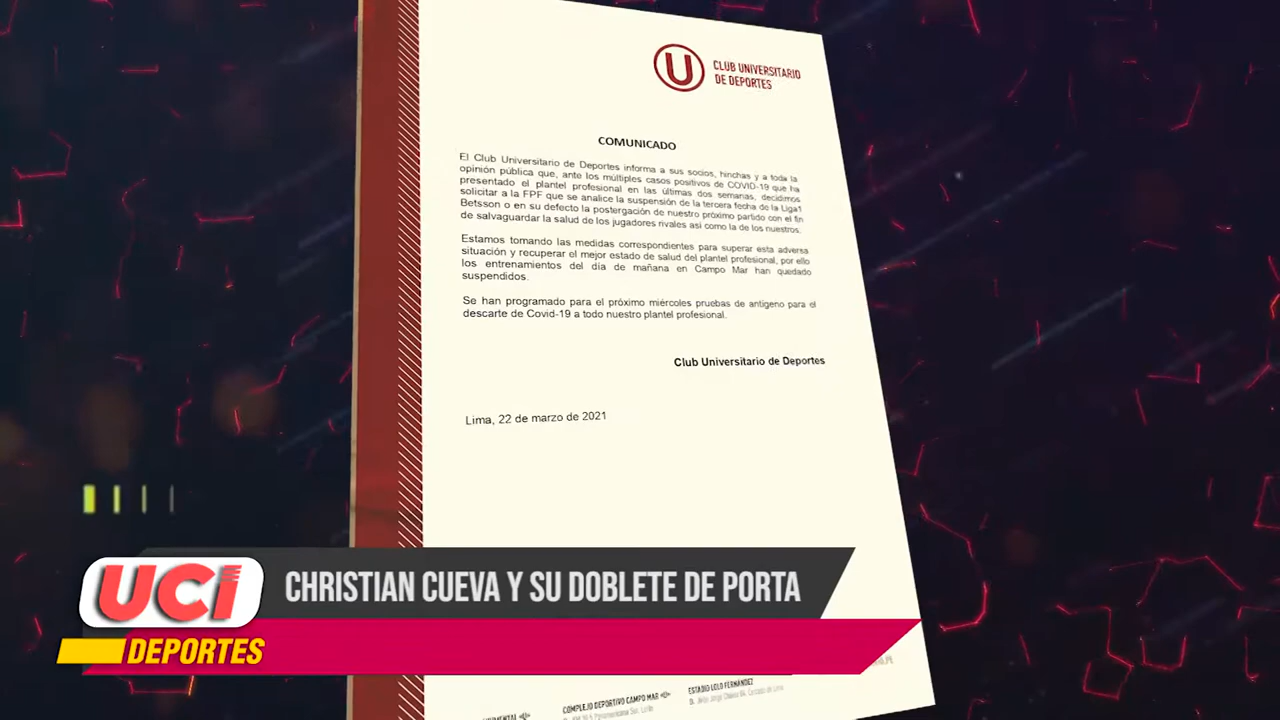 U
CLUB UNIVERSITARIO
DE DEPORTES
COMUNICADO
El Club Universitario de Deportes informa a sus socios, hinchas y a toda la
opinión pública que, ante los múltiples casos positivos de COVID-19 que ha
presentado el plantel profesional en las últimas dos semanas, decidimos
solicitar a la FPF que se analice la suspensión de la tercera fecha de la Liga1
Betsson o en su defecto la postergación de nuestro próximo partido con el fin
de salvaguardar la salud de los jugadores rivales así como la de los nuestros.
Estamos tomando las medidas correspondientes para superar esta adversa
situación y recuperar el mejor estado de salud del plantel profesional, por ello
los entrenamientos del día de mañana en Campo Mar han quedado
suspendidos.
Se han programado para el próximo miércoles pruebas de antígeno para el
descarte de Covid-19 a todo nuestro plantel profesional.
Club Universitario de Deportes
Lima, 22 de marzo de 2021
UCI
DEPORTES
CHRISTIAN CUEVA Y SU DOBLETE DE PORTA
COMPLEJO DEPORTIVO CAMPO MAR «U»
ESTADIO LOLO FERNÁNDEZ